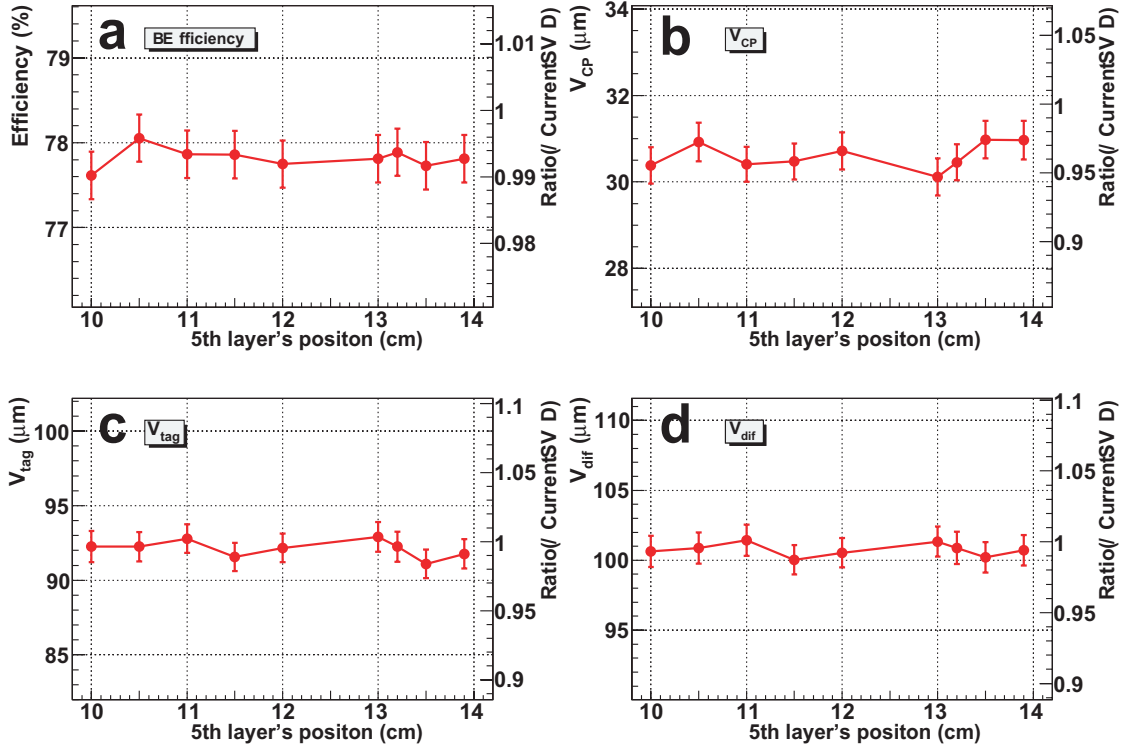 a
BE fficiency
Efficiency (%)
79
78
77
1.01
1
0.99
0.98
Ratio(/ CurrentSV D)
10 11 12 13 14
5th layer's positon (cm)
b
VCP
VCP (μm)
34
32
30
28
1.05
1
0.95
0.9
Ratio(/ CurrentSV D)
10 11 12 13 14
5th layer's positon (cm)
c
Vtag
Vtag (μm)
100
95
90
85
1.1
1.05
1
0.95
0.9
Ratio(/ CurrentSV D)
10 11 12 13 14
5th layer's positon (cm)
d
Vdif
Vdif (μm)
110
105
100
95
1.1
1.05
1
0.95
0.9
Ratio(/ CurrentSV D)
10 11 12 13 14
5th layer's positon (cm)